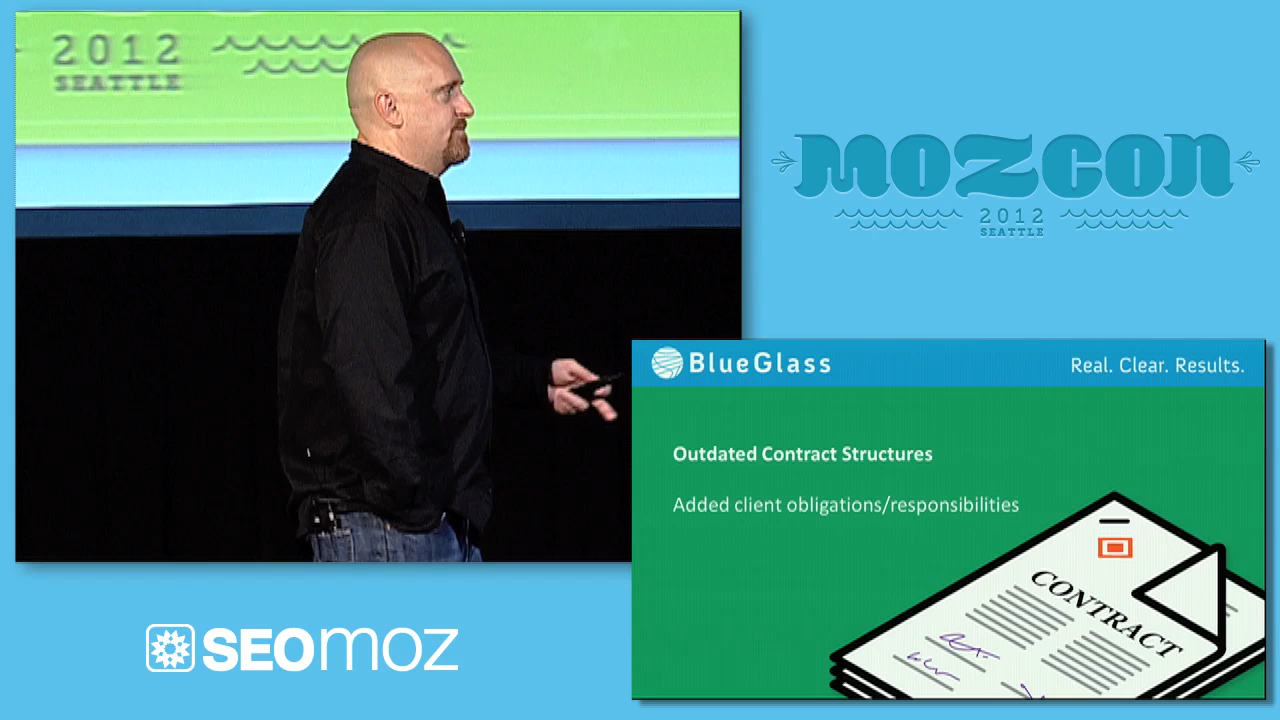 2012
SEATTLE
MOZCON
2012
SEATTLE
BlueGlass
Real. Clear. Results.
Outdated Contract Structures
Added client obligations/responsibilities
CONTRACT
SEOMOZ